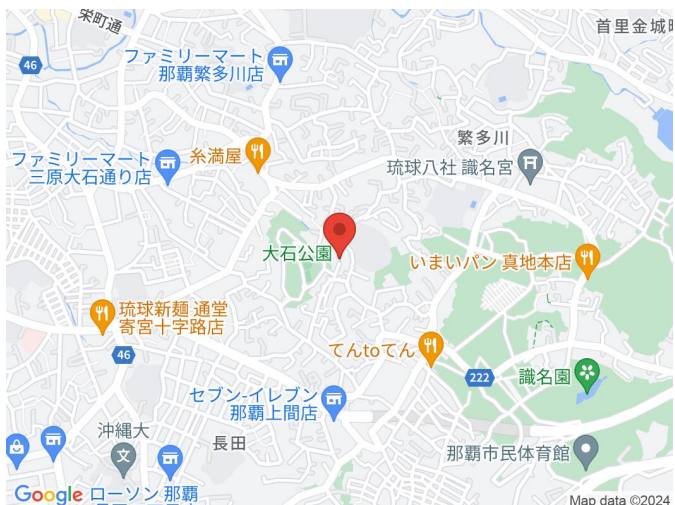 栄町通
首里金城町
46
ファミリーマート
那覇繁多川店
繁多川
糸満屋
ファミリーマート
三原大石通り店
琉球八社 識名宮
大石公園
いまいパン 真地本店
琉球新麺 通堂
寄宮十字路店
46
てんtoてん
222
識名園
セブン-イレブン
那覇上間店
沖縄大
長田
那覇市民体育館
Google
ローソン 那覇
Map data ©2024